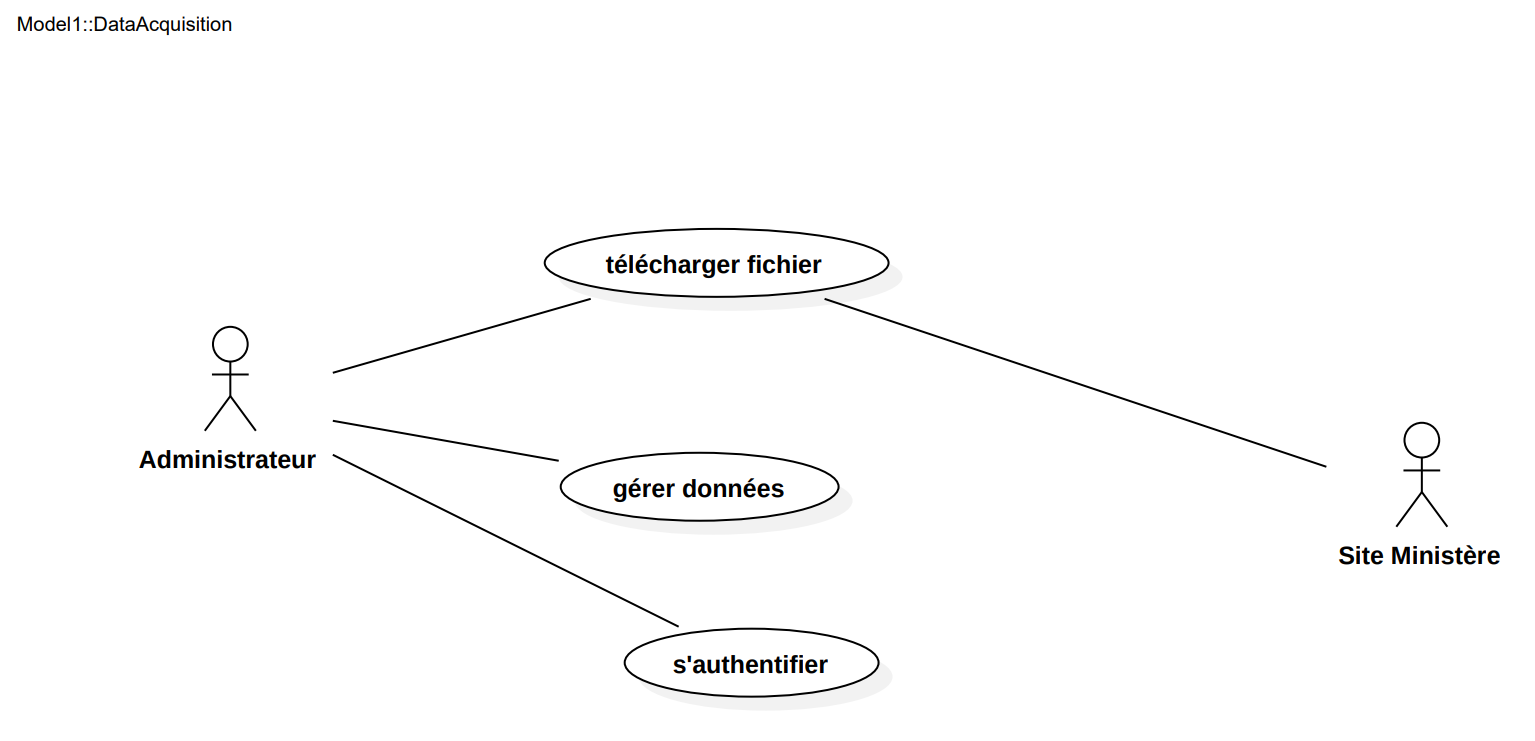 Model1::DataAcquisition
télécharger fichier
Administrateur
gérer données
Site Ministère
s'authentifier